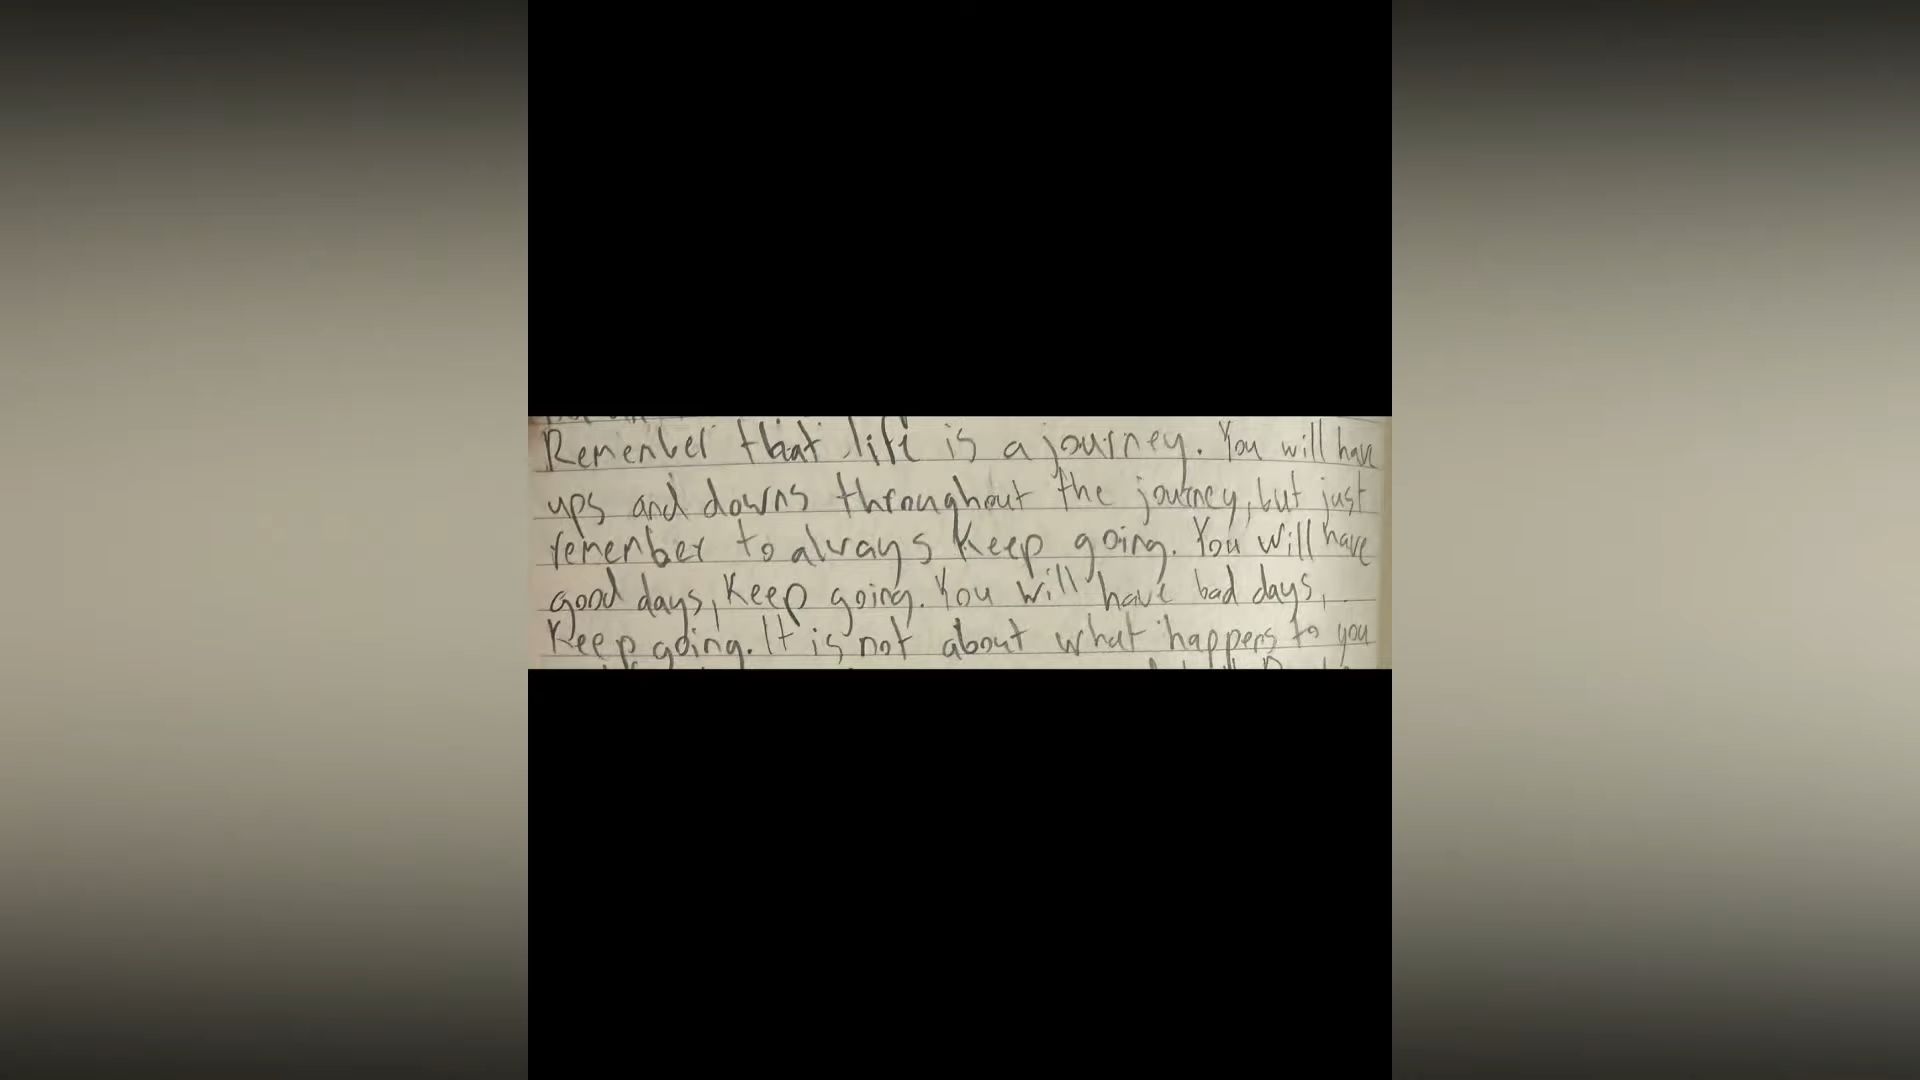 Remember that life is a journey. You will have
ups and downs throughout the journey, but just
remember to always keep going. You will have
good days, keep going. You will have bad days,
keep going. It is not about what happens to you